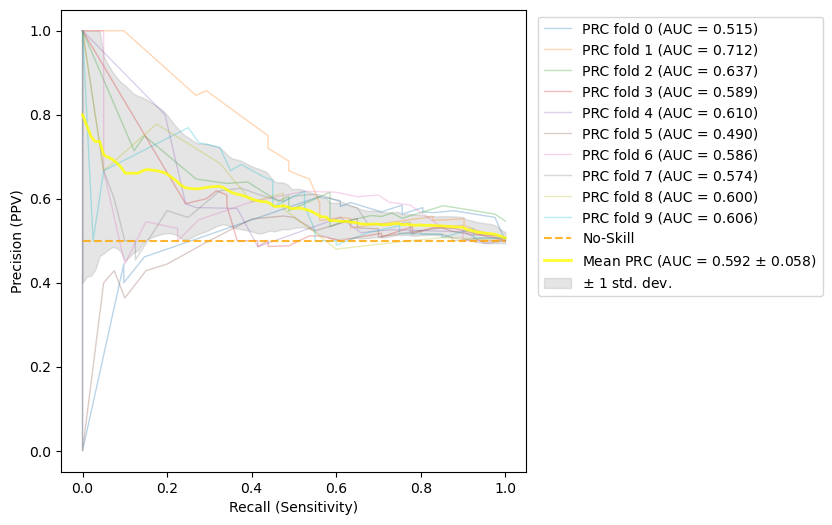 1.0
0.8
0.6
0.4
0.2
0.0
Precision (PPV)
0.0 0.2 0.4 0.6 0.8 1.0
Recall (Sensitivity)
PRC fold 0 (AUC = 0.515)
PRC fold 1 (AUC = 0.712)
PRC fold 2 (AUC = 0.637)
PRC fold 3 (AUC = 0.589)
PRC fold 4 (AUC = 0.610)
PRC fold 5 (AUC = 0.490)
PRC fold 6 (AUC = 0.586)
PRC fold 7 (AUC = 0.574)
PRC fold 8 (AUC = 0.600)
PRC fold 9 (AUC = 0.606)
No-Skill
Mean PRC (AUC = 0.592 ± 0.058)
± 1 std. dev.